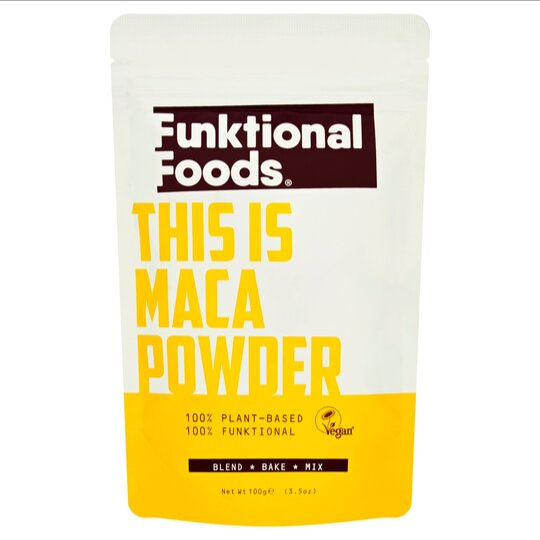 Funktional
Foods®
THIS IS
MACA
POWDER
100% PLANT-BASED
100% FUNKTIONAL
Vegan®
BLEND ★ BAKE ★ MIX
Net Wt 100g℮ (3.5oz)